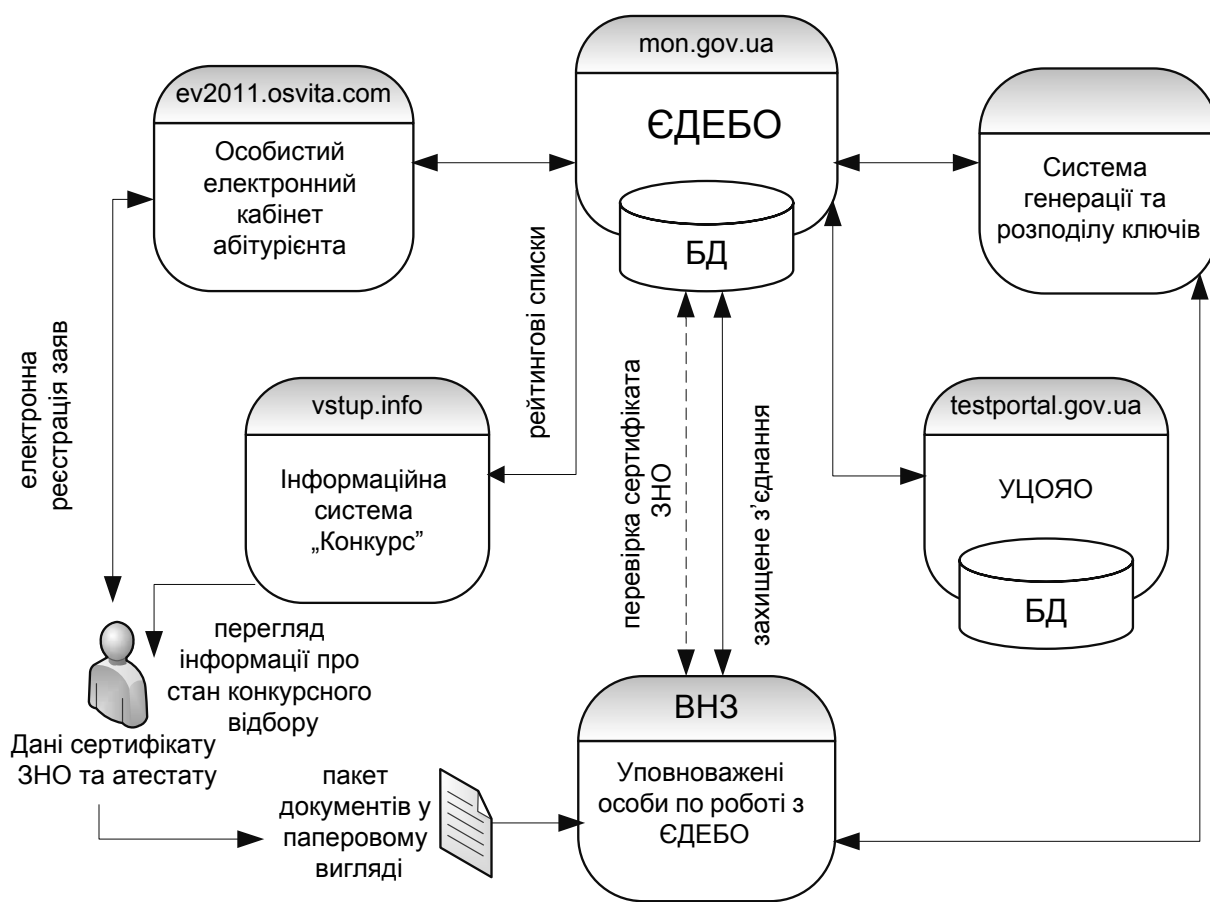 mon.gov.ua
ЄДЕБО
БД
ev2011.osvita.com
Особистий
електронний
кабінет
абітурієнта
Система
генерації та
розподілу ключів
електронна
реєстрація заяв
рейтингові списки
vstup.info
Інформаційна
система
„Конкурс”
перевірка сертифіката
ЗНО
захищене з’єднання
testportal.gov.ua
УЦОЯО
БД
перегляд
інформації про
стан конкурсного
відбору
Дані сертифікату
ЗНО та атестату
пакет
документів у
паперовому
вигляді
ВНЗ
Уповноважені
особи по роботі з
ЄДЕБО